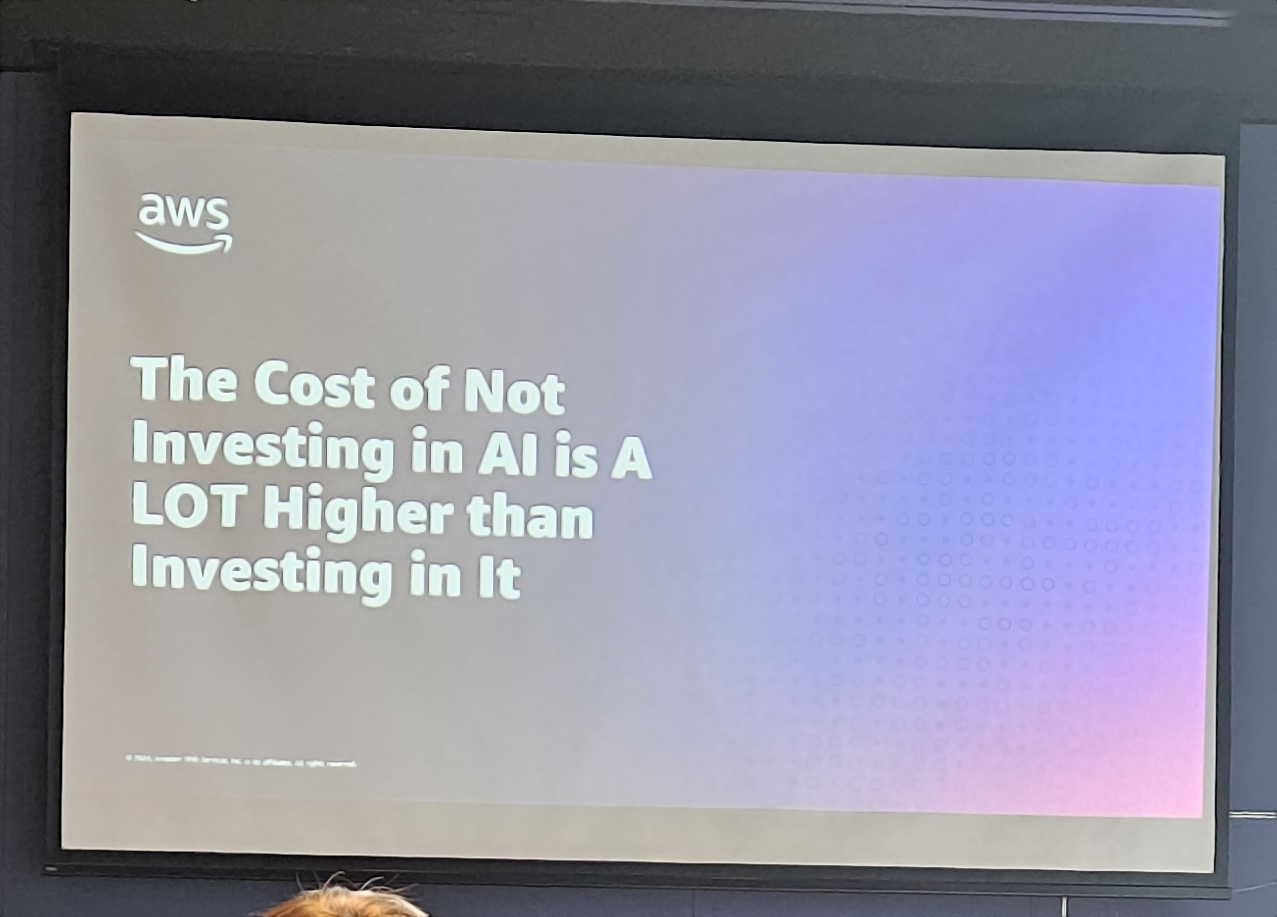 aws
The Cost of Not
Investing in AI is A
LOT Higher than
Investing in It
© 2024, Amazon Web Services, Inc. or its affiliates. All rights reserved.